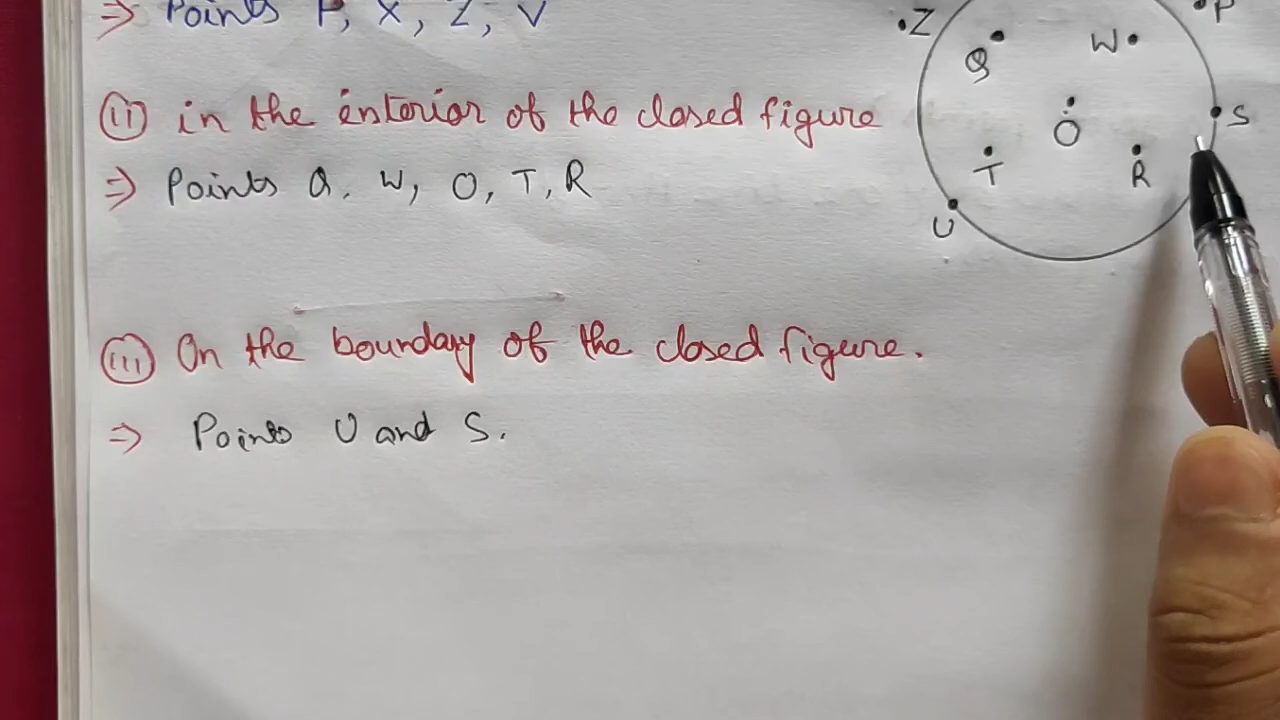 ⇒ Points P, X, Z, V
(ii) in the interior of the closed figure
⇒ Points Q, W, O, T, R
(iii) On the boundary of the closed figure.
⇒ Points U and S.
Z
P
Q
W
S
O
T
R
U